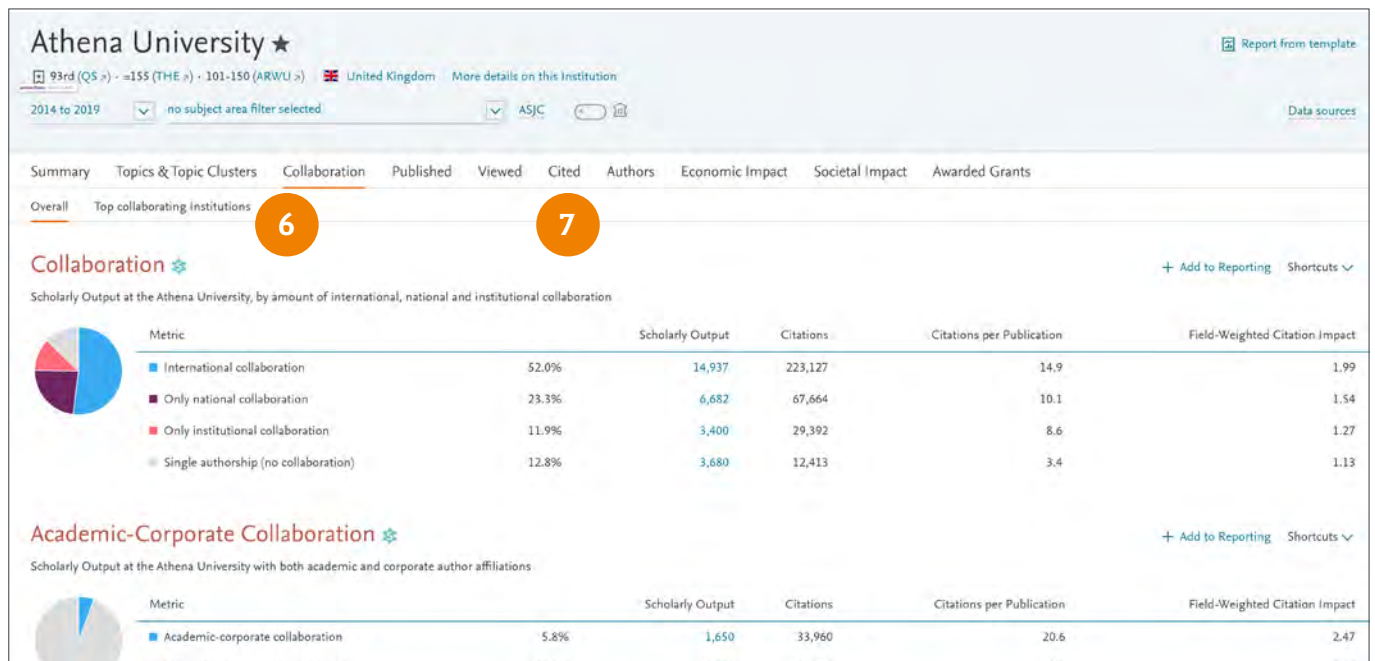 Athena University ★
Report from template
93rd (QS ↗) · =155 (THE ↗) · 101-150 (ARWU ↗) United Kingdom More details on this Institution
2014 to 2019 no subject area filter selected ASJC Data sources
Summary Topics & Topic Clusters Collaboration Published Viewed Cited Authors Economic Impact Societal Impact Awarded Grants
Overall Top collaborating Institutions
6 7
Collaboration
+ Add to Reporting Shortcuts
Scholarly Output at the Athena University, by amount of international, national and institutional collaboration
Metric Scholarly Output Citations Citations per Publication Field-Weighted Citation Impact
International collaboration 52.0% 14,937 223,127 14.9 1.99
Only national collaboration 23.3% 6,682 67,664 10.1 1.54
Only institutional collaboration 11.9% 3,400 29,392 8.6 1.27
Single authorship (no collaboration) 12.8% 3,680 12,413 3.4 1.13
Academic-Corporate Collaboration
+ Add to Reporting Shortcuts
Scholarly Output at the Athena University with both academic and corporate author affiliations
Metric Scholarly Output Citations Citations per Publication Field-Weighted Citation Impact
Academic-corporate collaboration 5.8% 1,650 33,960 20.6 2.47